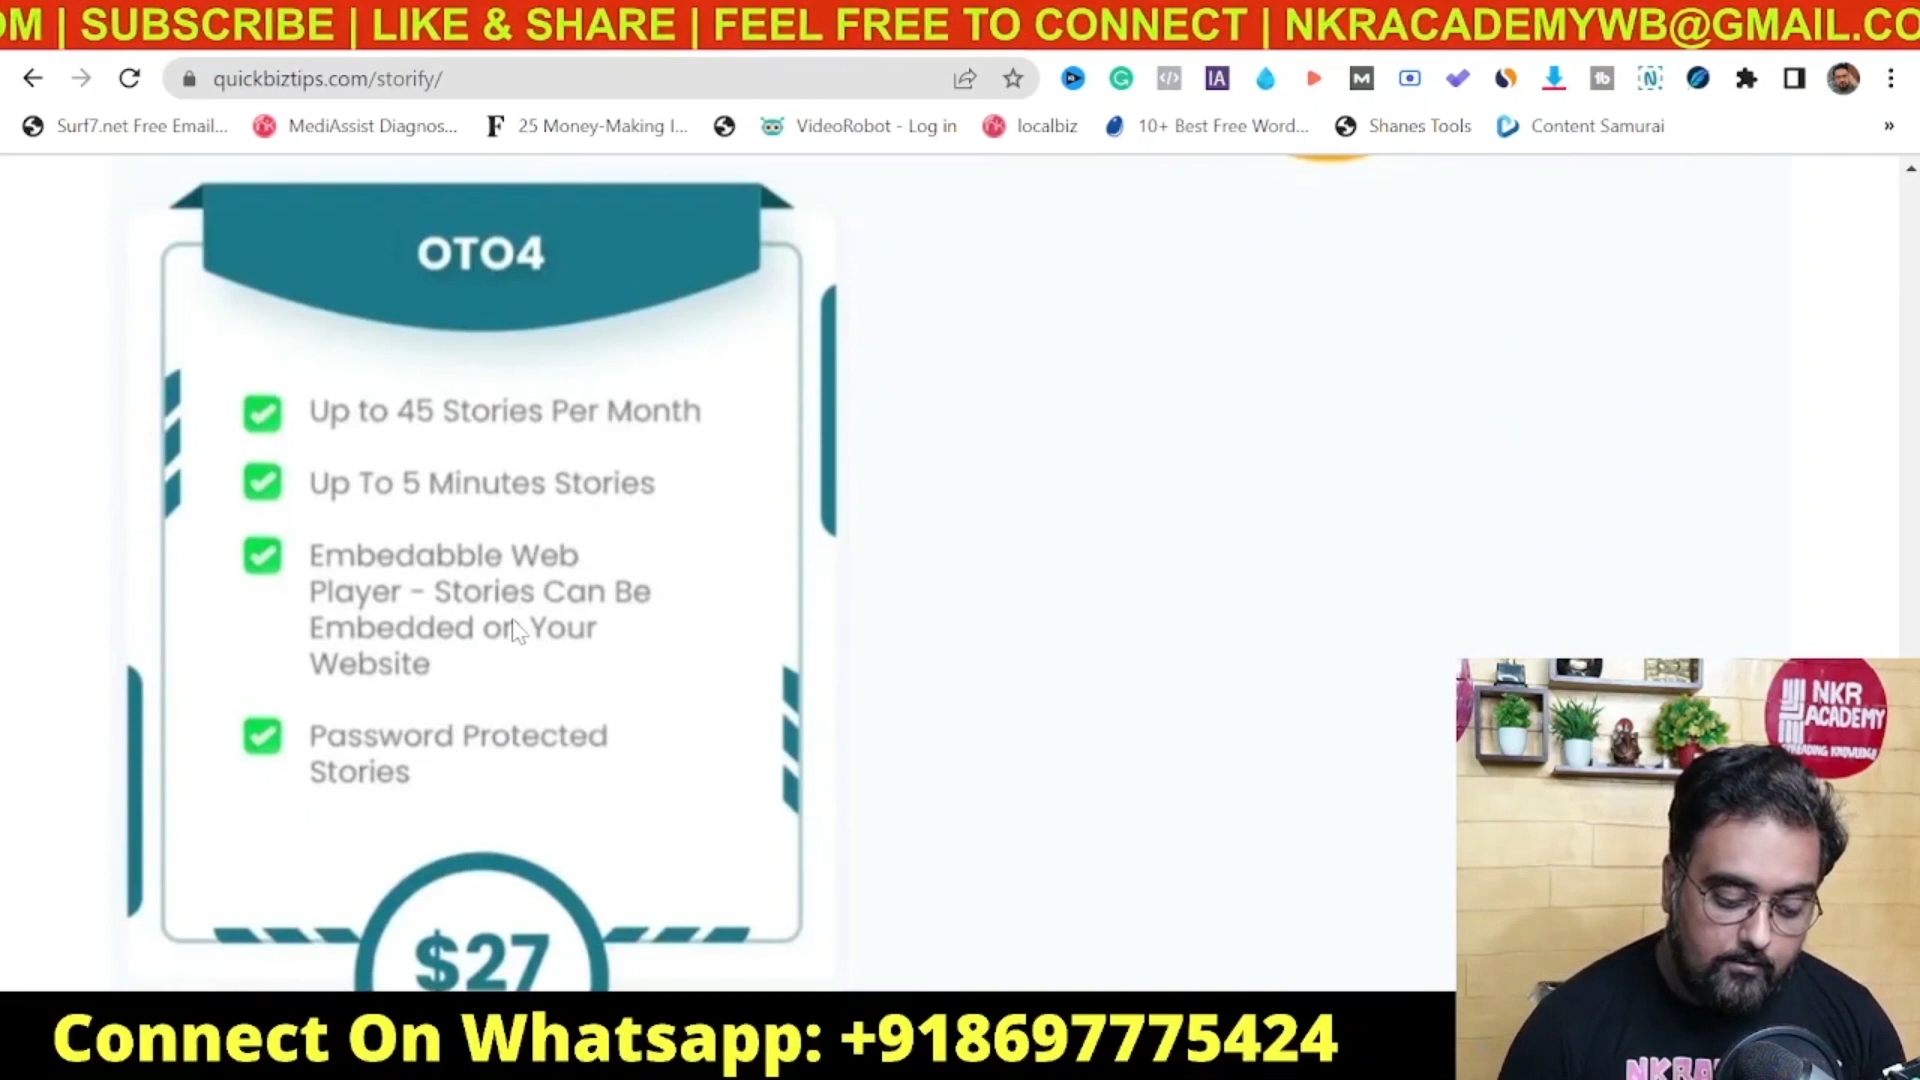 OM | SUBSCRIBE | LIKE & SHARE | FEEL FREE TO CONNECT | NKRACADEMYWB@GMAIL.CO
quickbiztips.com/storify/
Surf7.net Free Email...
MediAssist Diagnos...
25 Money-Making I...
VideoRobot - Log in
localbiz
10+ Best Free Word...
Shanes Tools
Content Samurai
»
OTO4
Up to 45 Stories Per Month
Up To 5 Minutes Stories
Embedabble Web
Player - Stories Can Be
Embedded on Your
Website
Password Protected
Stories
$27
NKR
ACADEMY
SPREADING KNOWLEDGE
Connect On Whatsapp: +918697775424